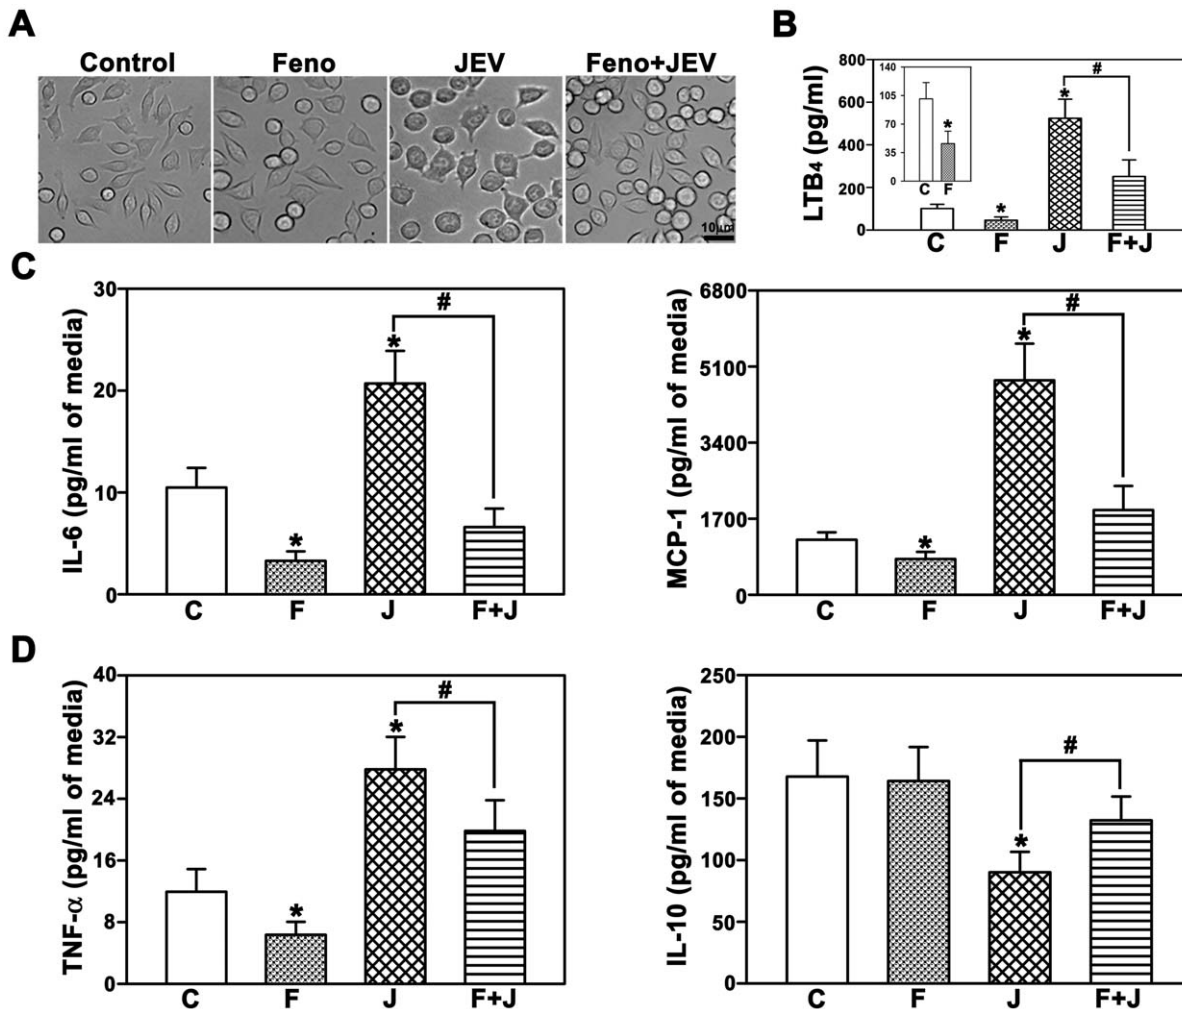 A
Control Feno JEV Feno+JEV
10μm
B
LTB4 (pg/ml)
800
600
400
200
0
140
105
70
35
0
*
C F
*
*
#
C F J F+J
C
IL-6 (pg/ml of media)
30
20
10
0
*
*
#
C F J F+J
MCP-1 (pg/ml of media)
6800
5100
3400
1700
0
*
*
#
C F J F+J
D
TNF-α (pg/ml of media)
40
32
24
16
8
0
*
*
#
C F J F+J
IL-10 (pg/ml of media)
250
200
150
100
50
0
*
#
C F J F+J